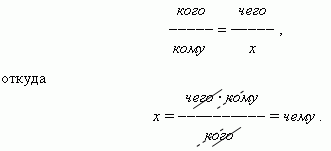 кого чего
----- = -----,
кому x
откуда
чего · кому
x = ---------- = чему.
кого